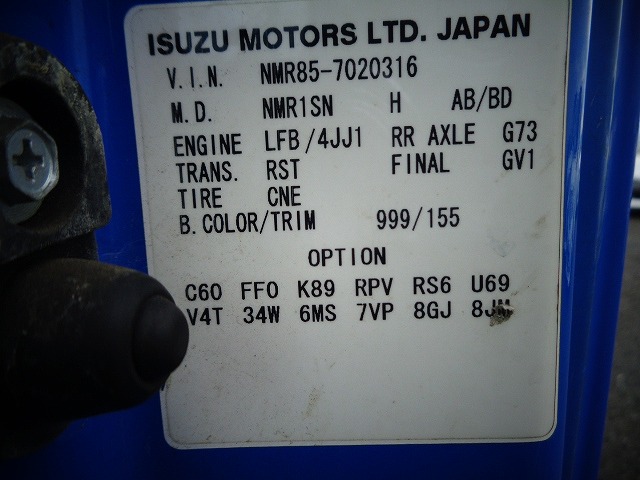 ISUZU MOTORS LTD. JAPAN
V.I.N. NMR85-7020316
M.D. NMR1SN H AB/BD
ENGINE LFB/4JJ1 RR AXLE G73
TRANS. RST FINAL GV1
TIRE CNE
B.COLOR/TRIM 999/155
OPTION
C60 FF0 K89 RPV RS6 U69
V4T 34W 6MS 7VP 8GJ 8JM